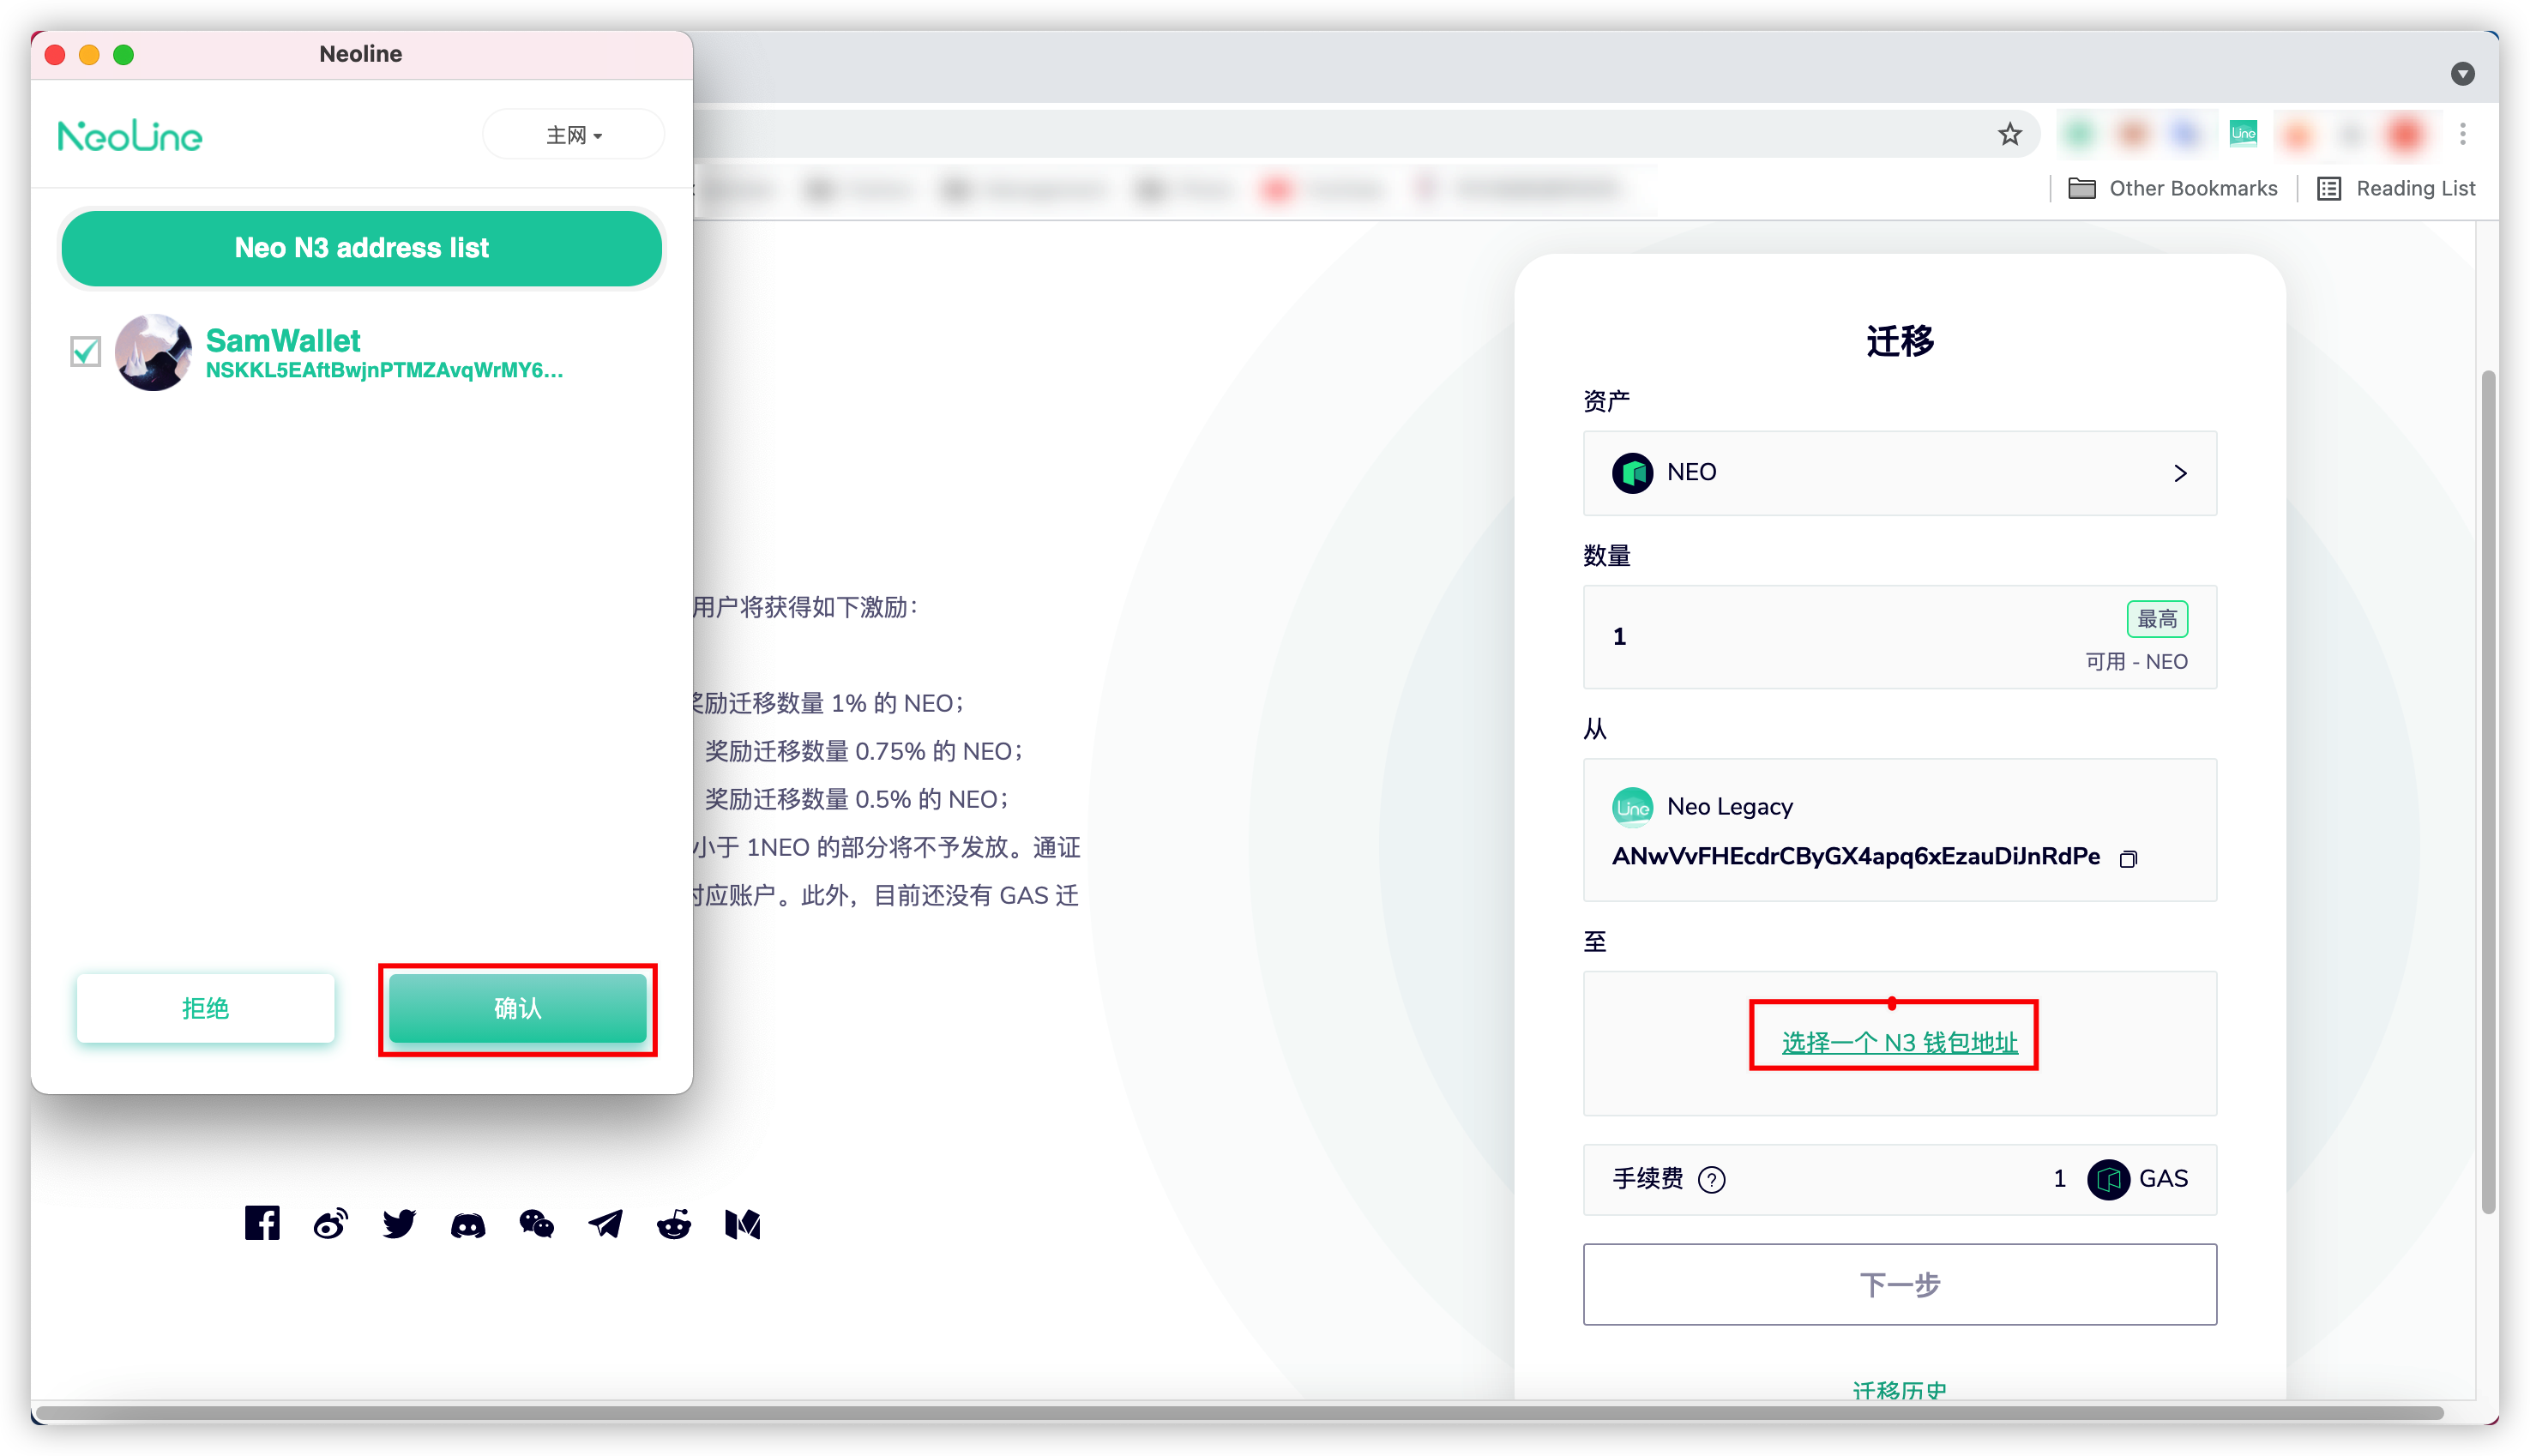 Neoline
NeoLine
主网
Neo N3 address list
SamWallet
NSKKL5EAftBwjnPTMZAvqWrMY6...
拒绝
确认
Line
Other Bookmarks
Reading List
用户将获得如下激励：
奖励迁移数量 1% 的 NEO；
奖励迁移数量 0.75% 的 NEO；
奖励迁移数量 0.5% 的 NEO；
小于 1NEO 的部分将不予发放。通证
对应账户。此外，目前还没有 GAS 迁
迁移
资产
NEO
数量
1
最高
可用 - NEO
从
Line
Neo Legacy
ANwVvFHEcdrCByGX4apq6xEzauDiJnRdPe
至
选择一个 N3 钱包地址
手续费 ?
1 GAS
下一步
迁移历史